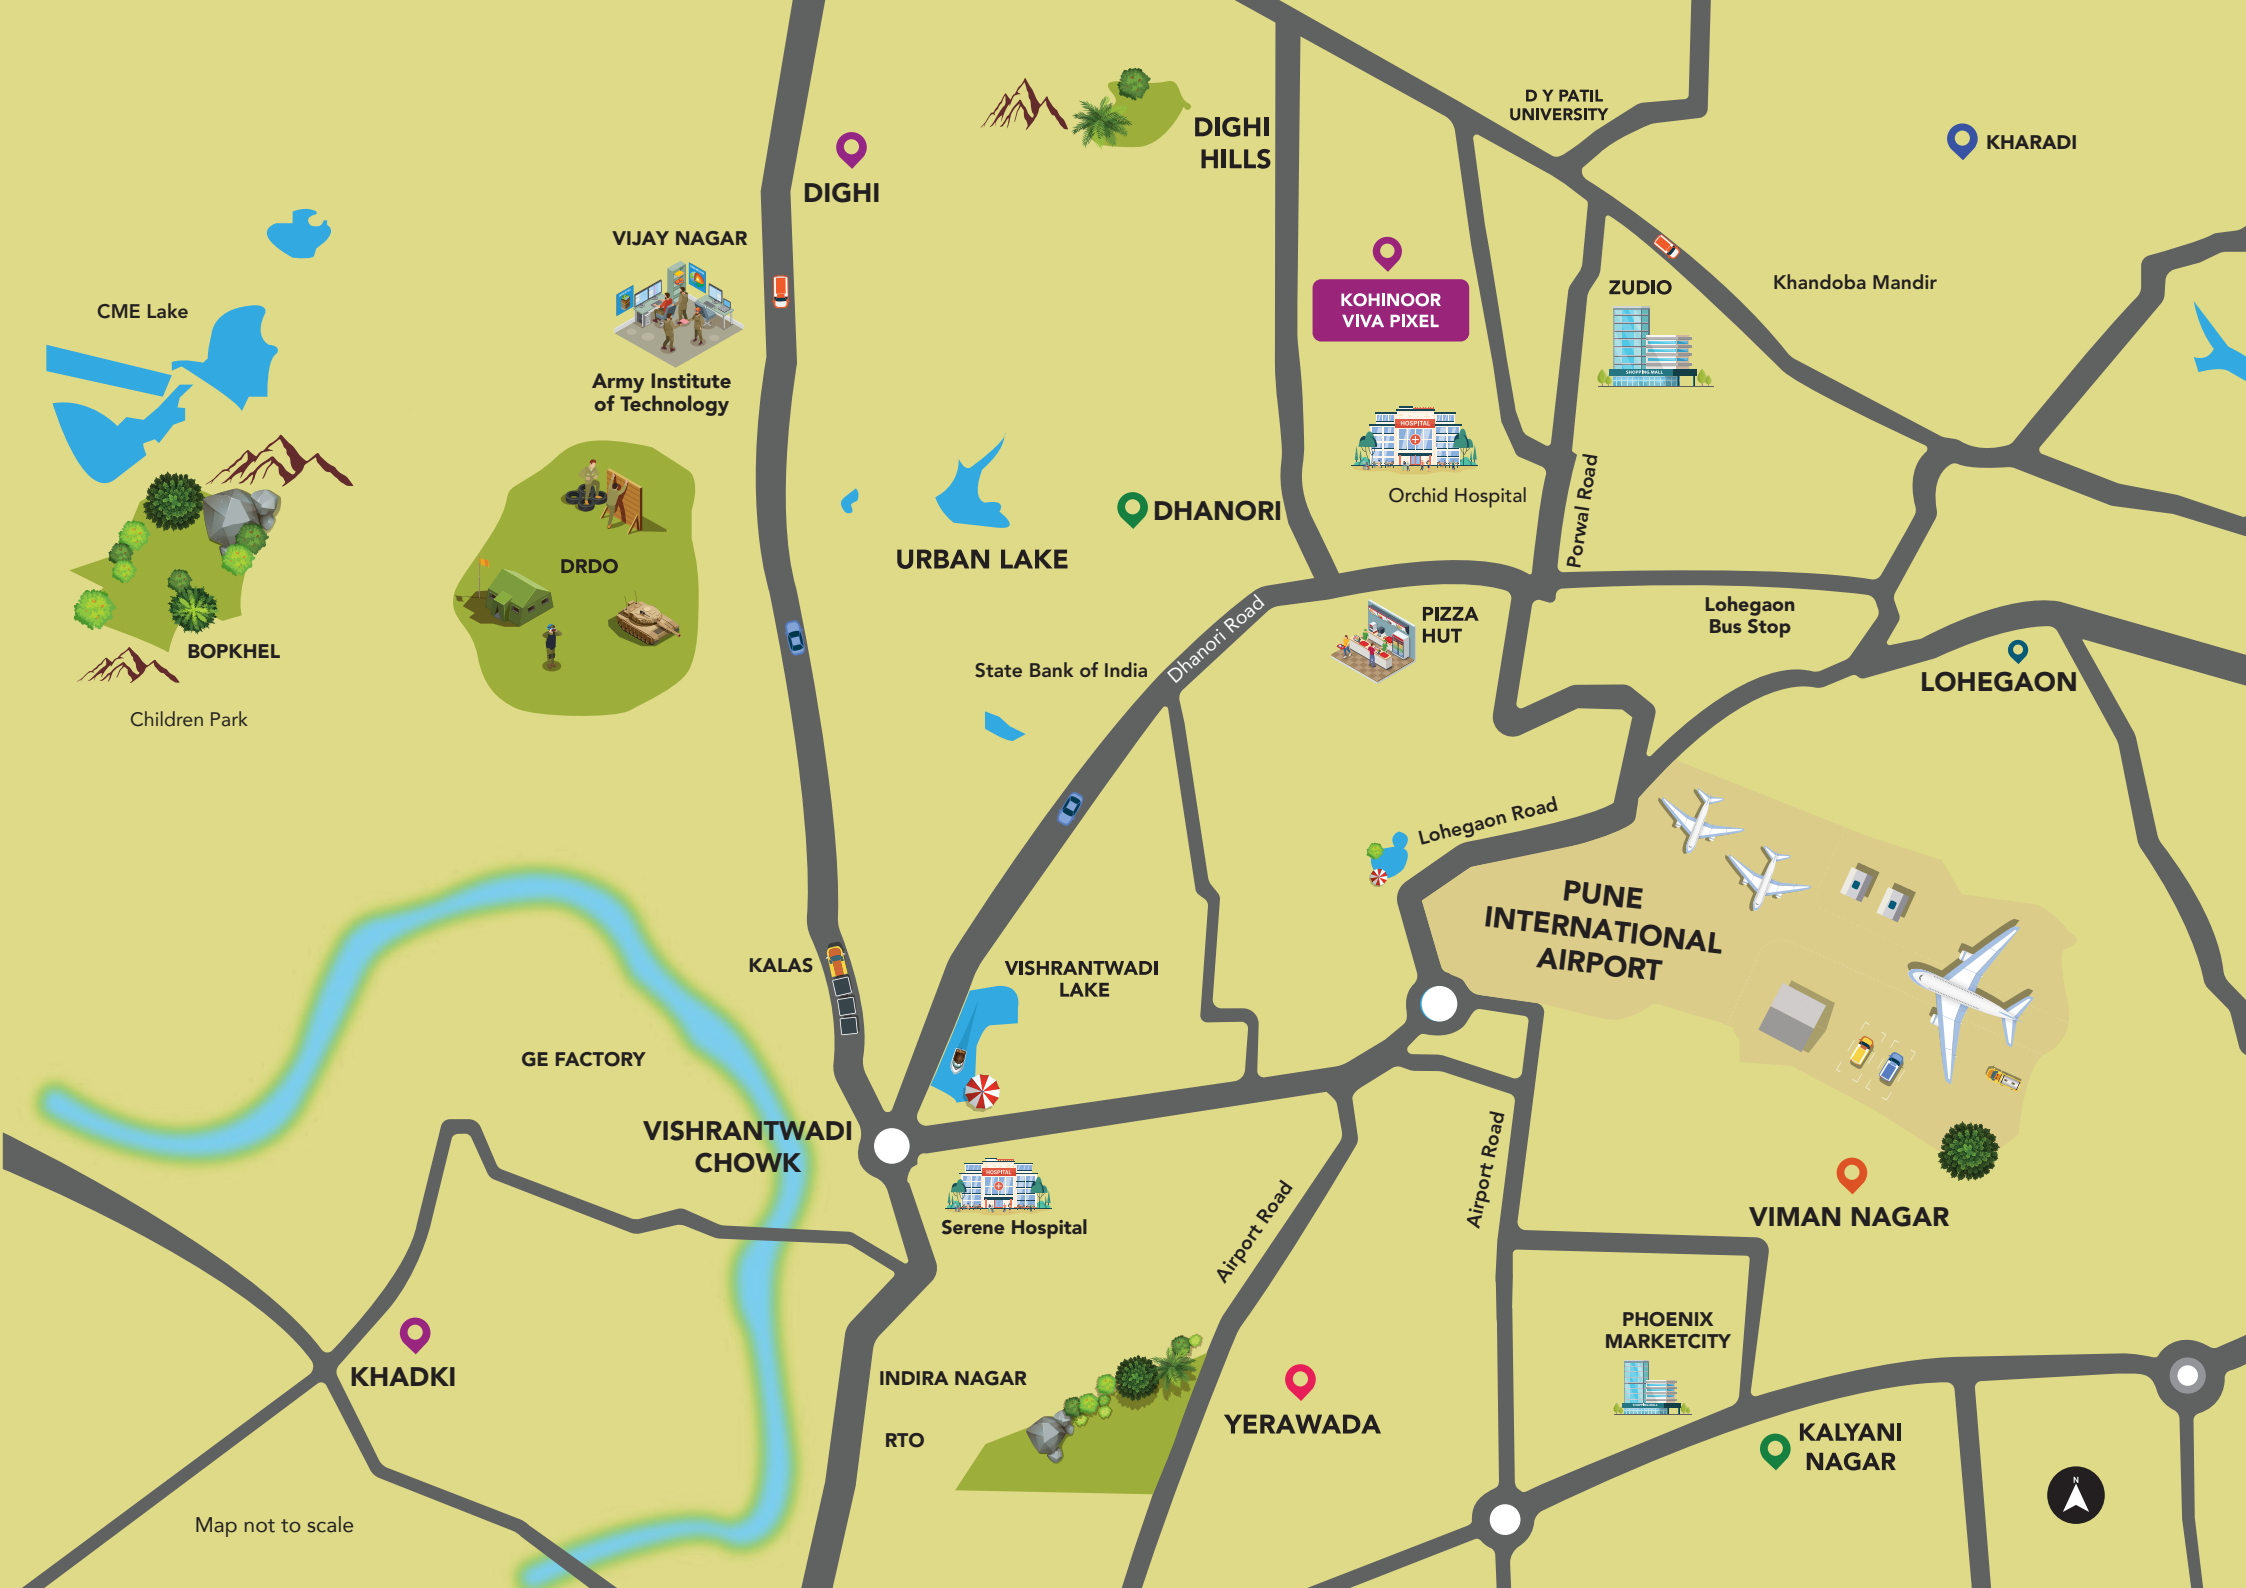 D Y PATIL
UNIVERSITY
DIGHI
HILLS
KHARADI
DIGHI
VIJAY NAGAR
Army Institute
of Technology
CME Lake
KOHINOOR
VIVA PIXEL
ZUDIO
SHOPPING MALL
Khandoba Mandir
HOSPITAL
Orchid Hospital
DHANORI
URBAN LAKE
Porwal Road
DRDO
BOPKHEL
Children Park
Dhanori Road
State Bank of India
PIZZA
HUT
Lohegaon
Bus Stop
LOHEGAON
Lohegaon Road
PUNE
INTERNATIONAL
AIRPORT
KALAS
VISHRANTWADI
LAKE
GE FACTORY
VISHRANTWADI
CHOWK
HOSPITAL
Serene Hospital
Airport Road
Airport Road
VIMAN NAGAR
PHOENIX
MARKETCITY
KHADKI
INDIRA NAGAR
RTO
YERAWADA
KALYANI
NAGAR
N
Map not to scale